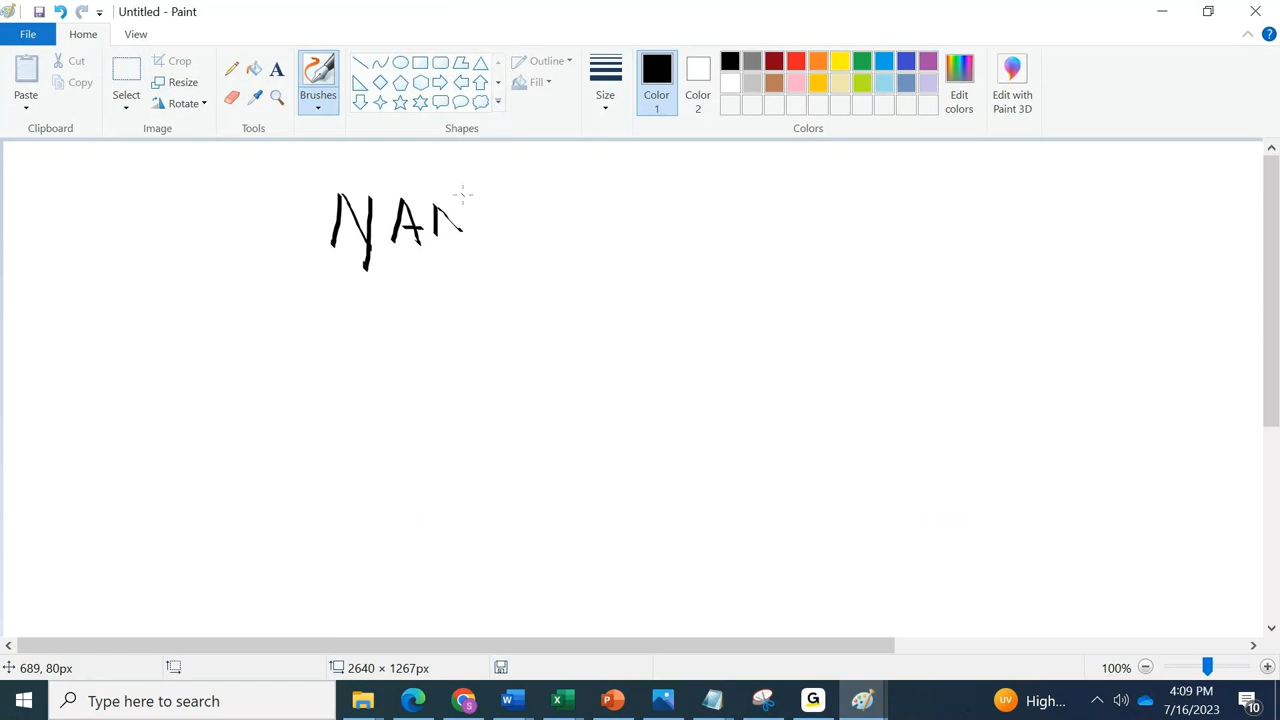 Untitled - Paint
File Home View
Paste
Cut
Copy
Clipboard
Select
Crop
Resize
Rotate
Image
A
Tools
Brushes
Outline
Fill
Shapes
Size
Color 1
Color 2
Edit colors
Colors
Edit with Paint 3D
NAN
689, 80px
2640 × 1267px
100%
Type here to search
UV High...
4:09 PM
7/16/2023
10